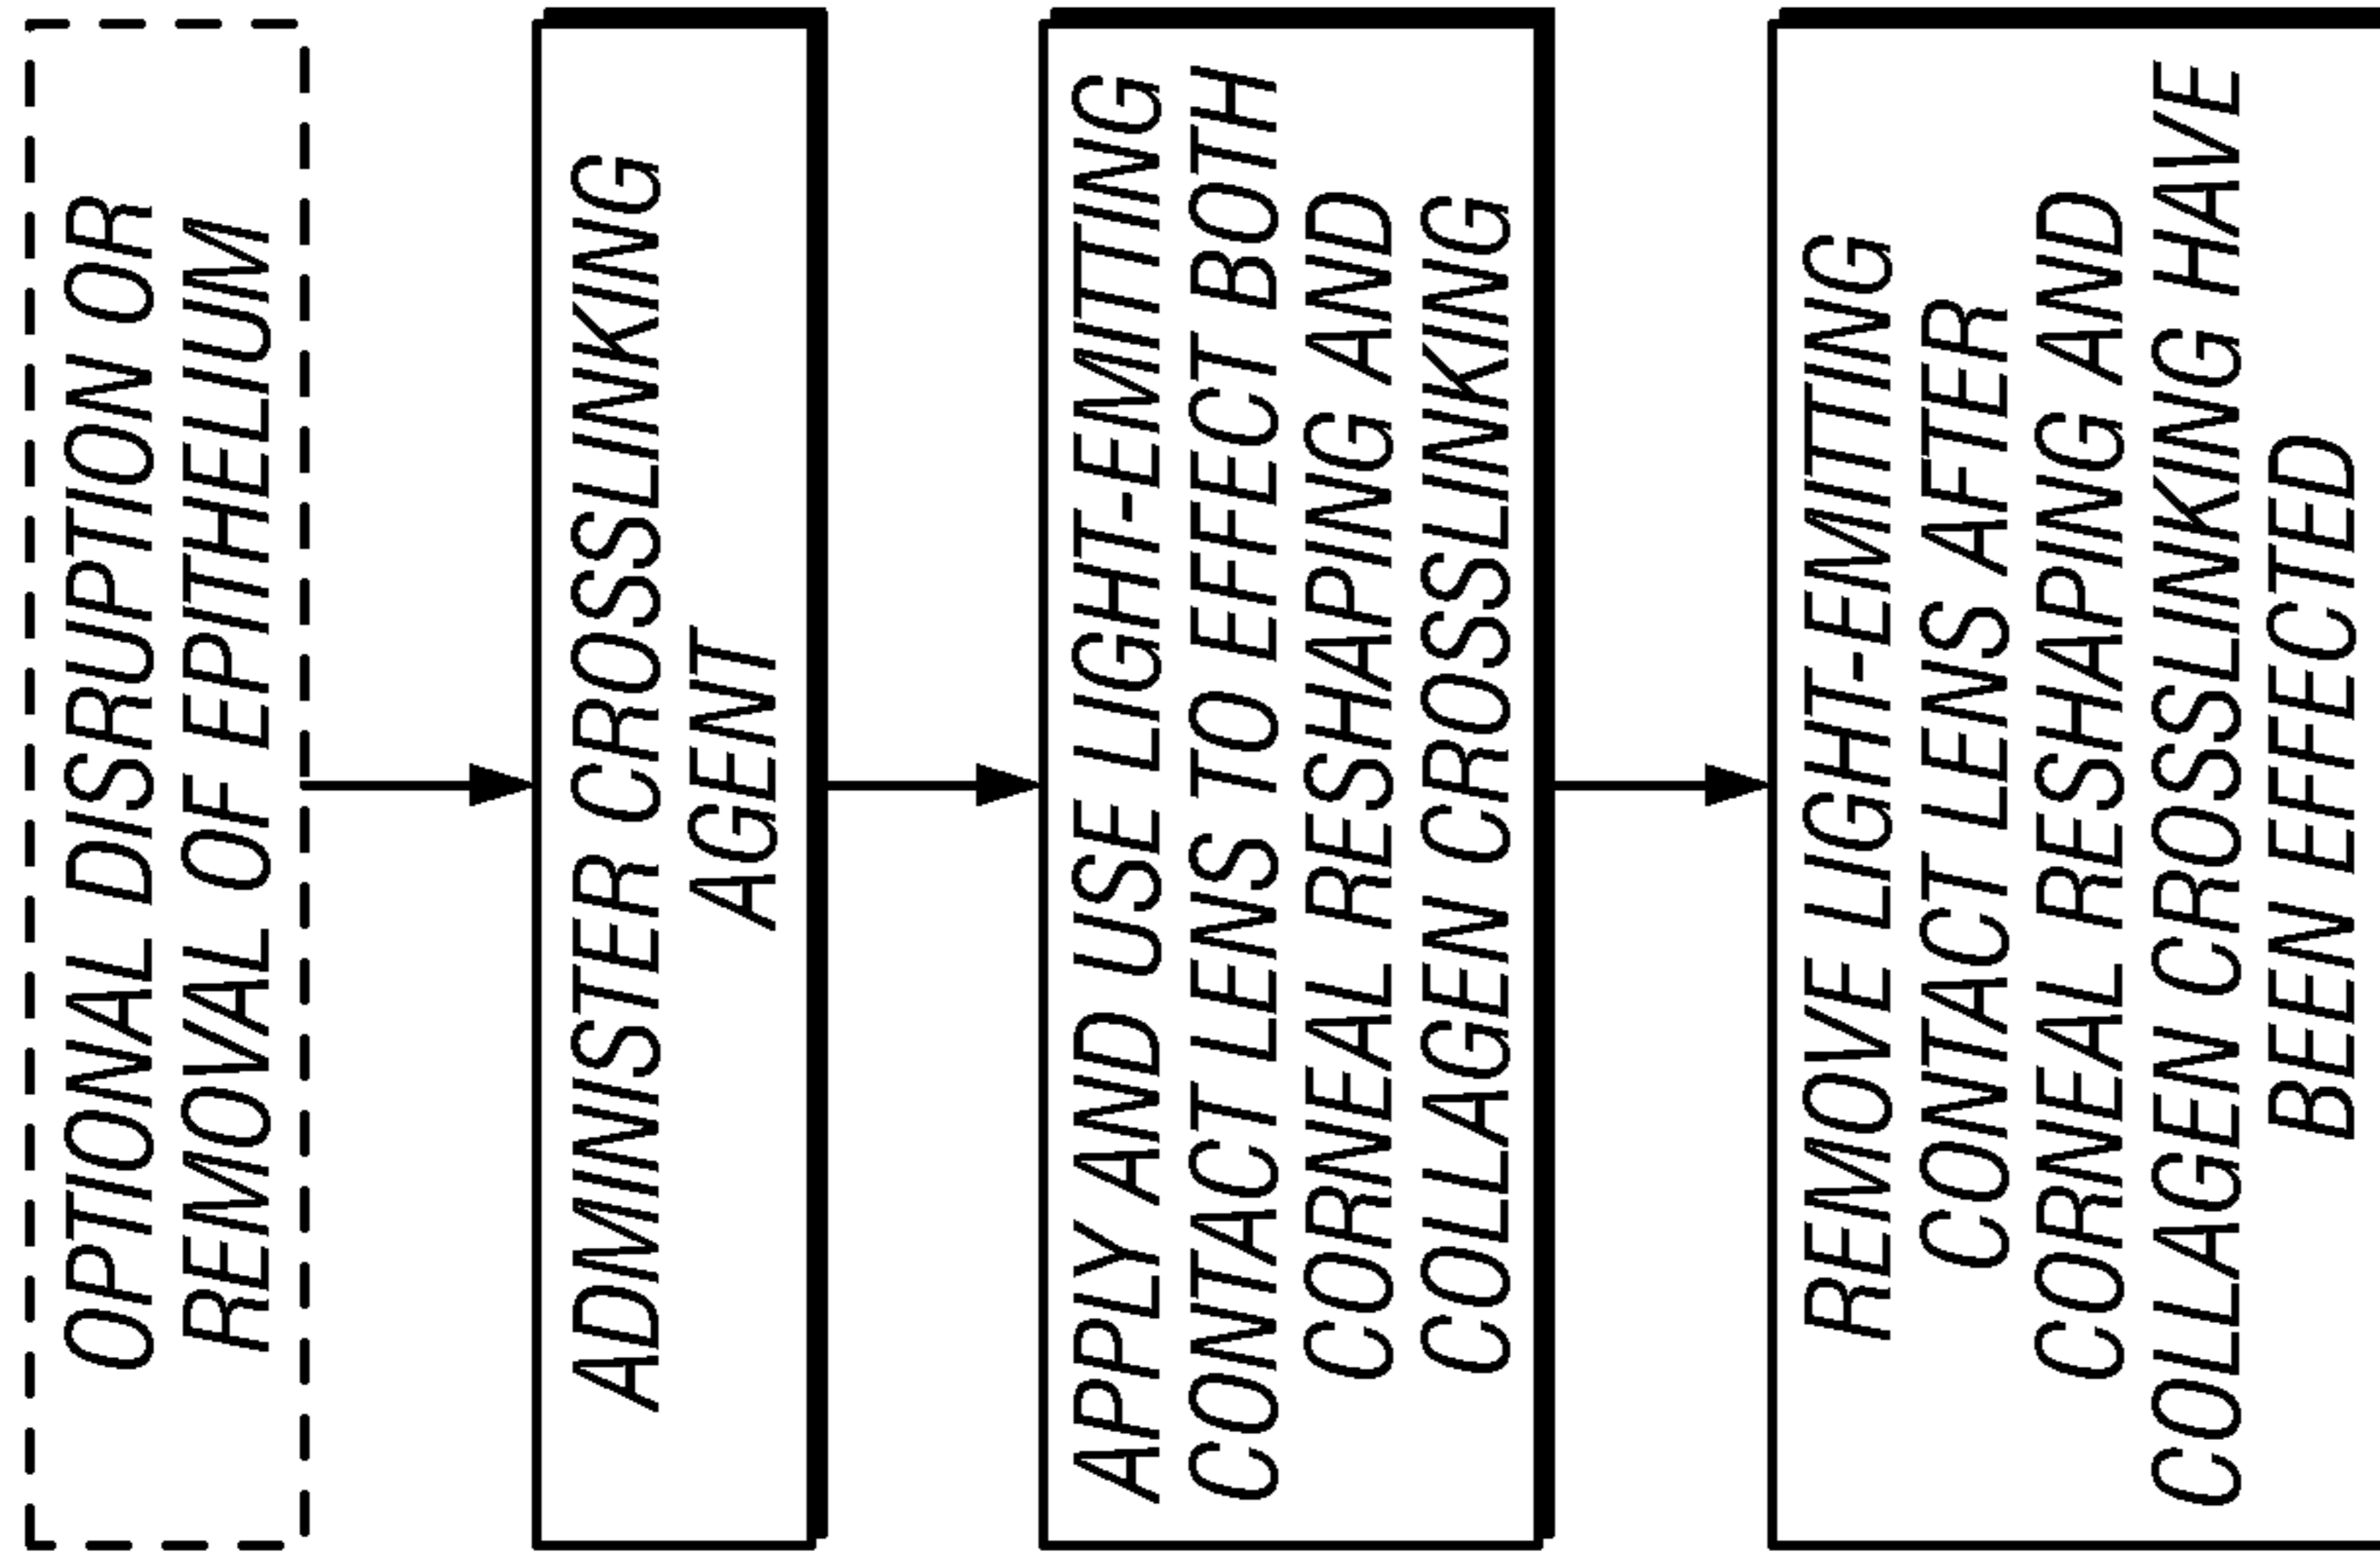 OPTIONAL DISRUPTION OR
REMOVAL OF EPITHELIUM
ADMINISTER CROSSLINKING
AGENT
APPLY AND USE LIGHT-EMITTING
CONTACT LENS TO EFFECT BOTH
CORNEAL RESHAPING AND
COLLAGEN CROSSLINKING
REMOVE LIGHT-EMITTING
CONTACT LENS AFTER
CORNEAL RESHAPING AND
COLLAGEN CROSSLINKING HAVE
BEEN EFFECTED